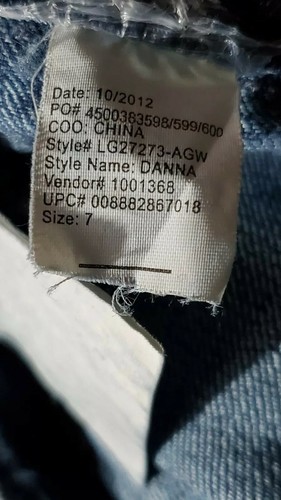 Date: 10/2012
PO# 4500383598/599/600
COO: CHINA
Style# LG27273-AGW
Style Name: DANNA
Vendor# 1001368
UPC# 008882867018
Size: 7